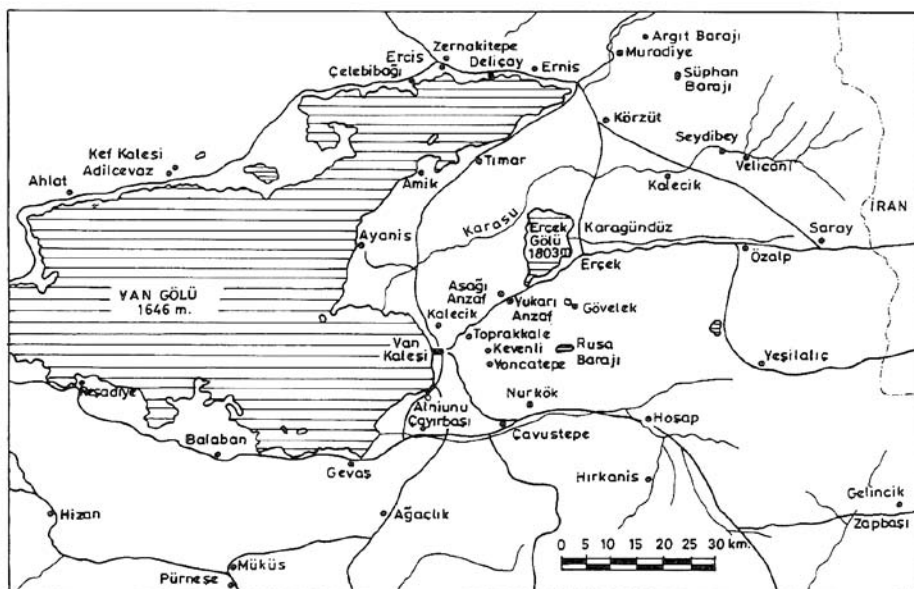 Zernakitepe
Erciş
Deliçay
Ernis
Çelebibağı
Argıt Barajı
Muradiye
Süphan
Barajı
Körzüt
Seydibey
Velicani
Kalecik
İRAN
Kef Kalesi
Adilcevaz
Ahlat
Tımar
Amik
Karasu
Ayanis
Erçek
Gölü
1803m
Karagündüz
Saray
Erçek
Özalp
VAN GÖLÜ
1646 m.
Aşağı
Anzaf
Kalecik
Yukarı
Anzaf
Gövelek
Toprakkale
Van
Kalesi
Kevenli
Yoncatepe
Rusa
Barajı
Yeşilalıç
Reşadiye
Nurkök
Alniunu
Çayırbaşı
Çavuştepe
Hoşap
Balaban
Gevaş
Hırkanis
Gelincik
Zapbaşı
Hizan
Ağaçlık
Müküs
Pürneşe
0 5 10 15 20 25 30 km.